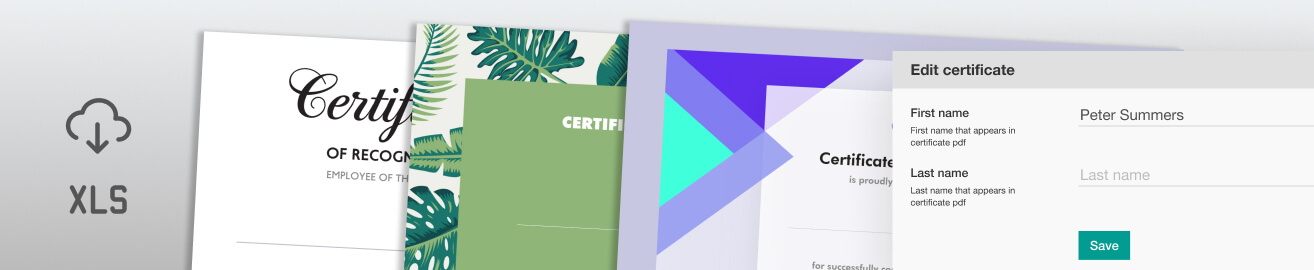 XLS
Certif
OF RECOGN
EMPLOYEE OF TH
CERTIFI
Certificate
is proudly
for successfully co
Edit certificate
First name
Peter Summers
First name that appears in
certificate pdf
Last name
Last name
Last name that appears in
certificate pdf
Save